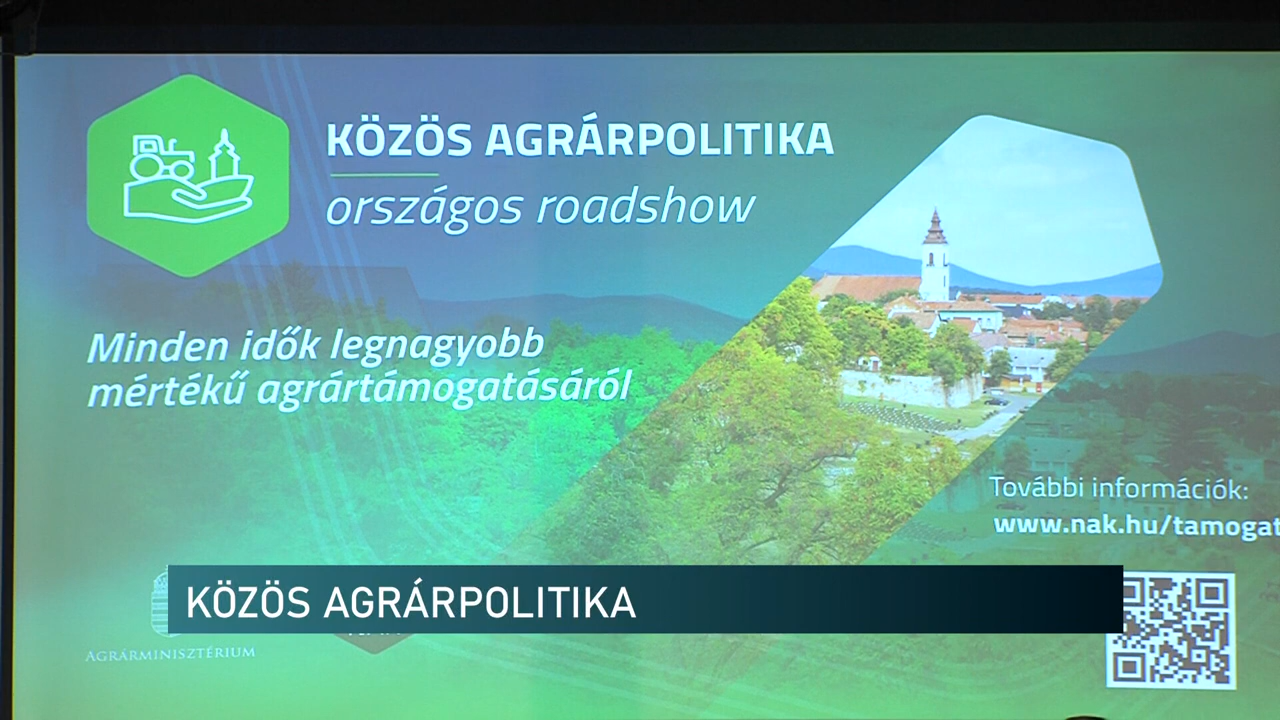 KÖZÖS AGRÁRPOLITIKA
országos roadshow
Minden idők legnagyobb
mértékű agrártámogatásáról
További információk:
www.nak.hu/tamogat
KÖZÖS AGRÁRPOLITIKA
AGRÁRMINISZTÉRIUM